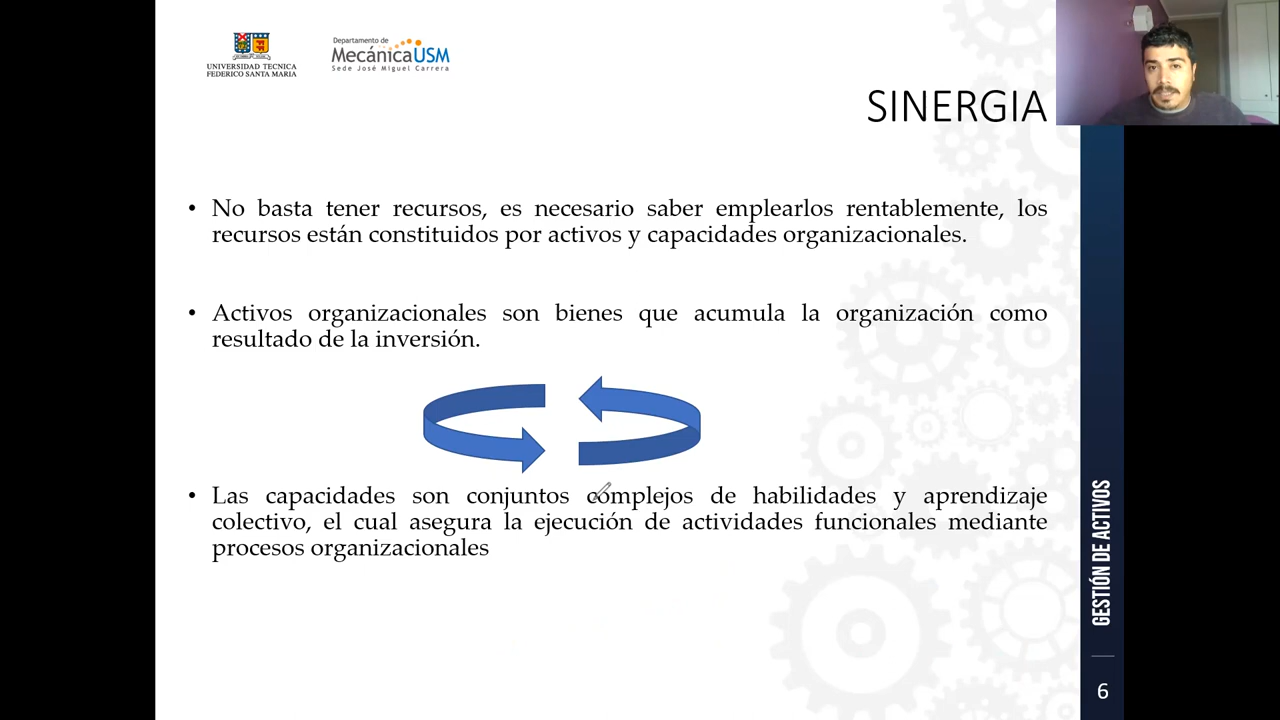 UNIVERSIDAD TECNICA
FEDERICO SANTA MARIA
Departamento de
MecánicaUSM
Sede José Miguel Carrera
SINERGIA
• No basta tener recursos, es necesario saber emplearlos rentablemente, los
recursos están constituidos por activos y capacidades organizacionales.
• Activos organizacionales son bienes que acumula la organización como
resultado de la inversión.
• Las capacidades son conjuntos complejos de habilidades y aprendizaje
colectivo, el cual asegura la ejecución de actividades funcionales mediante
procesos organizacionales
GESTIÓN DE ACTIVOS
6